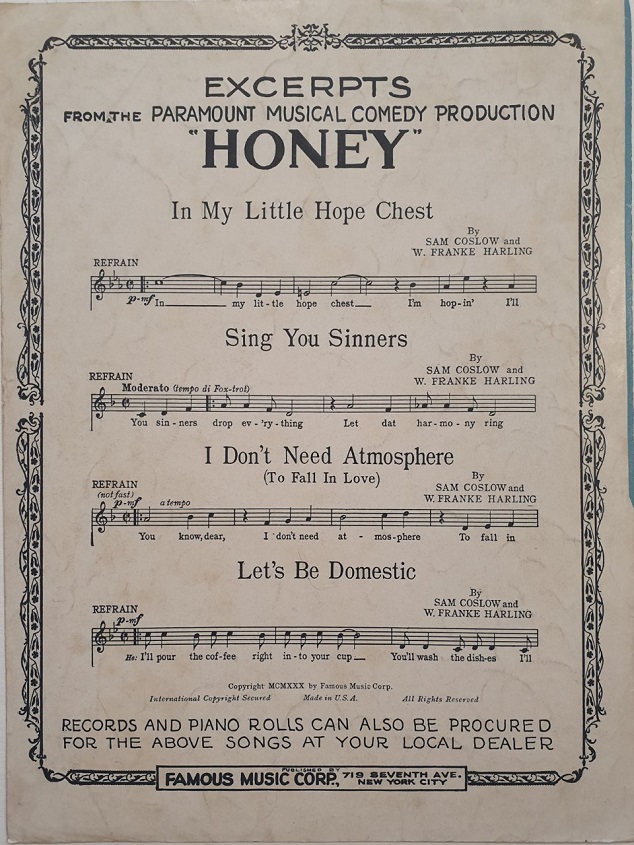 EXCERPTS
FROM THE PARAMOUNT MUSICAL COMEDY PRODUCTION
"HONEY"
In My Little Hope Chest
By
SAM COSLOW and
W. FRANKE HARLING
REFRAIN
p-mf In____ my lit-tle hope chest__ I'm hop-in' I'll
Sing You Sinners
By
SAM COSLOW and
W. FRANKE HARLING
REFRAIN
Moderato (tempo di Fox-trot)
You sin-ners drop ev-'ry-thing Let dat har-mo-ny ring
I Don't Need Atmosphere
(To Fall In Love)
By
SAM COSLOW and
W. FRANKE HARLING
REFRAIN
(not fast)
p-mf a tempo
You know, dear, I don't need at-mos-phere To fall in
Let's Be Domestic
By
SAM COSLOW and
W. FRANKE HARLING
REFRAIN
p-mf
He: I'll pour the cof-fee right in-to your cup__ You'll wash the dish-es I'll
Copyright MCMXXX by Famous Music Corp.
International Copyright Secured Made in U.S.A. All Rights Reserved
RECORDS AND PIANO ROLLS CAN ALSO BE PROCURED
FOR THE ABOVE SONGS AT YOUR LOCAL DEALER
PUBLISHED BY
FAMOUS MUSIC CORP., 719 SEVENTH AVE.
NEW YORK CITY